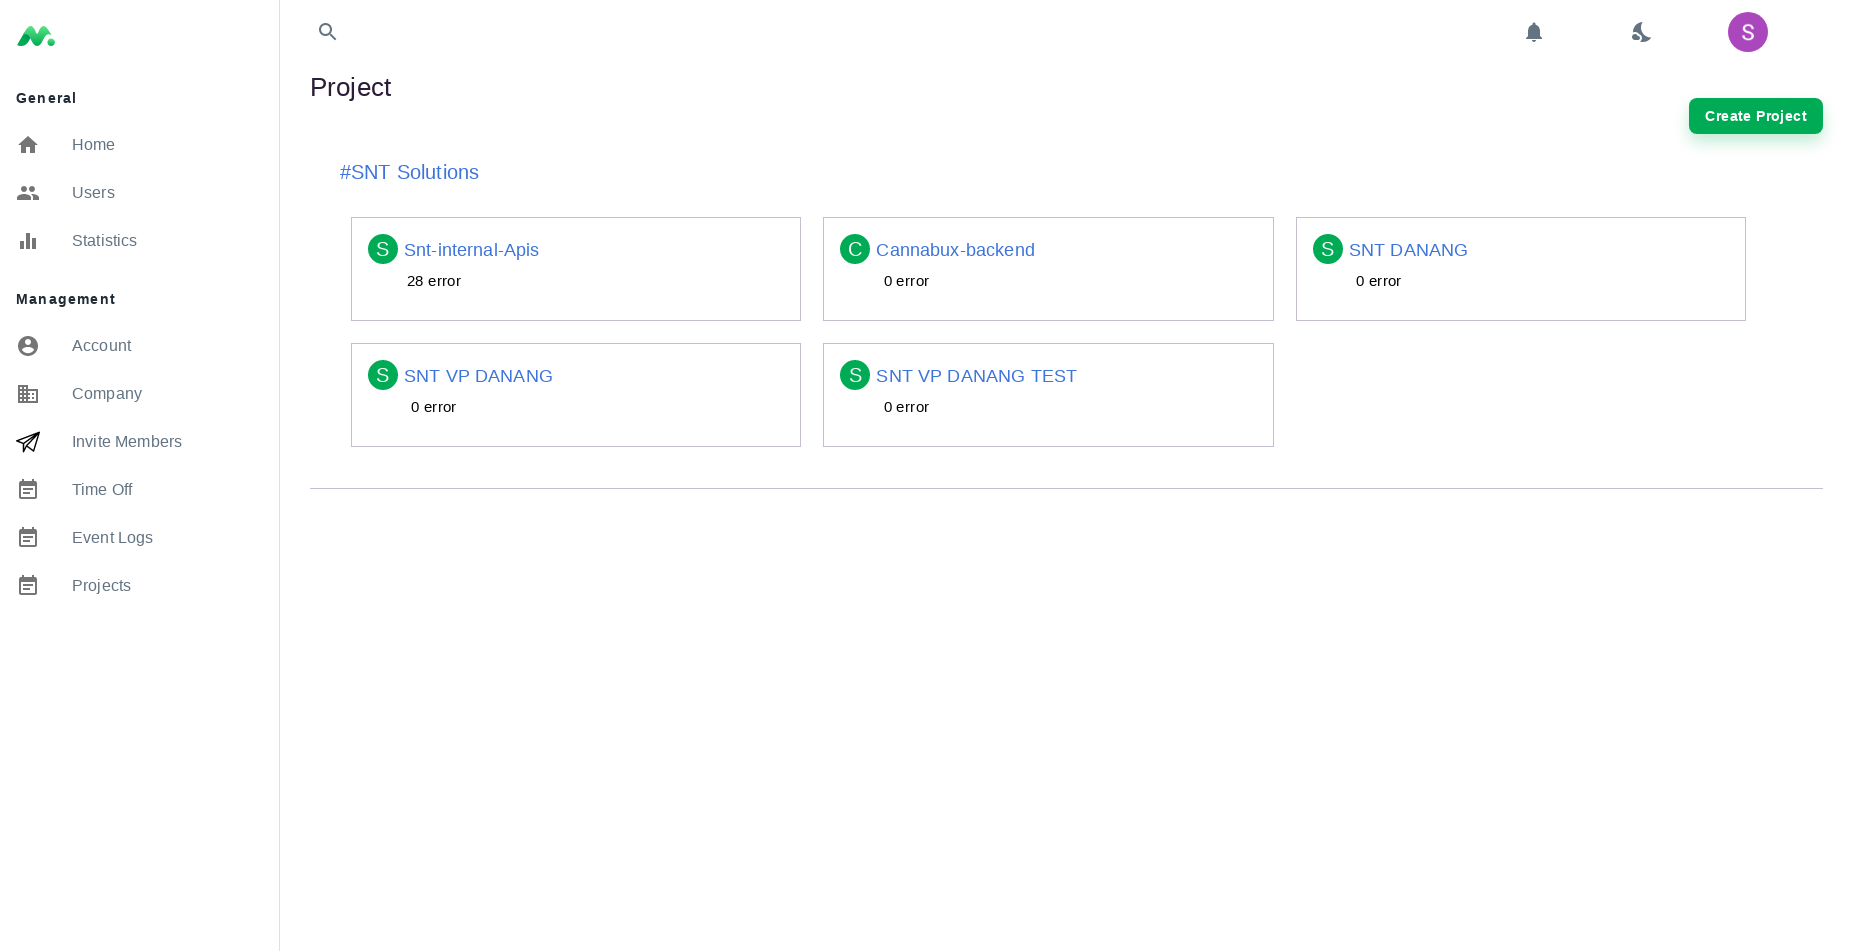 General
Home
Users
Statistics
Management
Account
Company
Invite Members
Time Off
Event Logs
Projects
S
Project
Create Project
#SNT Solutions
S Snt-internal-Apis
28 error
C Cannabux-backend
0 error
S SNT DANANG
0 error
S SNT VP DANANG
0 error
S SNT VP DANANG TEST
0 error